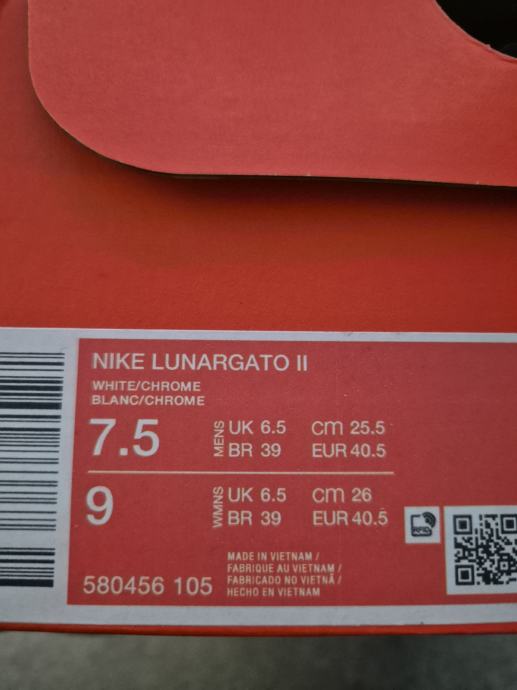 NIKE LUNARGATO II
WHITE/CHROME
BLANC/CHROME
7.5 MENS UK 6.5 cm 25.5
BR 39 EUR 40.5
9 WMNS UK 6.5 cm 26
BR 39 EUR 40.5
MADE IN VIETNAM /
FABRIQUE AU VIETNAM /
FABRICADO NO VIETNÃ /
HECHO EN VIETNAM
580456 105